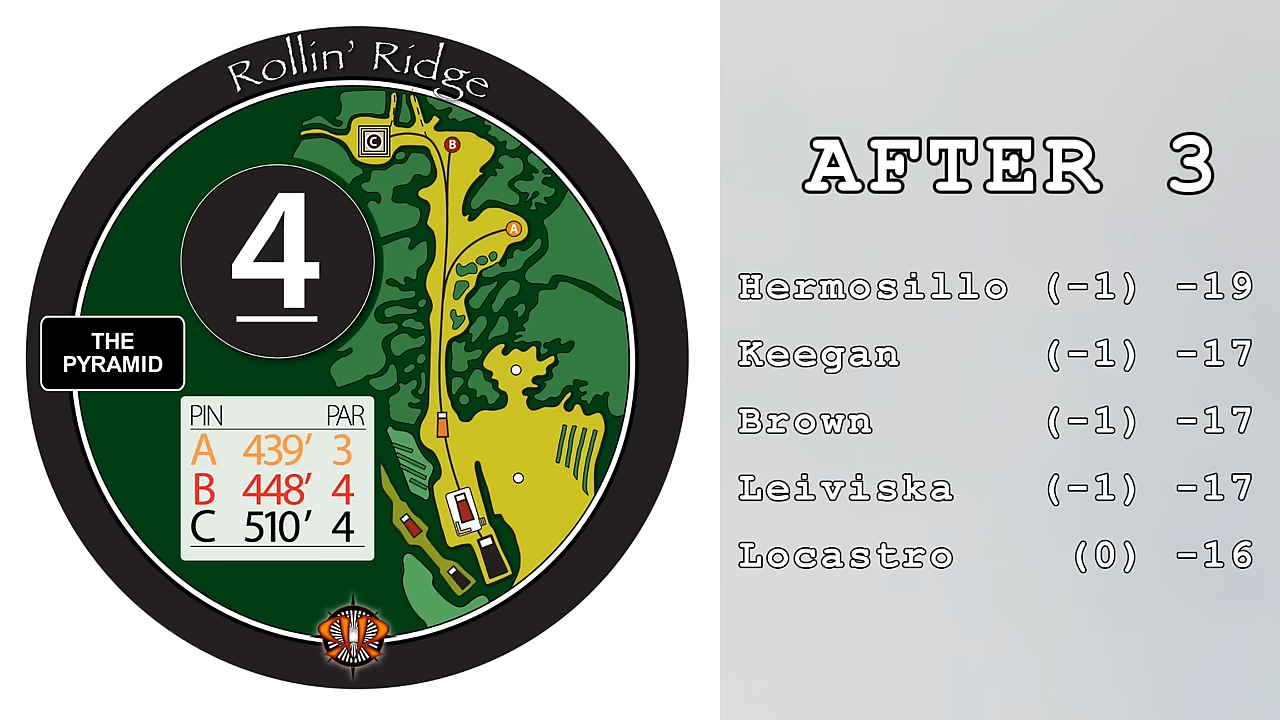 Rollin' Ridge
C
B
A
4
THE
PYRAMID
PIN PAR
A 439' 3
B 448' 4
C 510' 4
AFTER 3
Hermosillo (-1) -19
Keegan (-1) -17
Brown (-1) -17
Leiviska (-1) -17
Locastro (0) -16